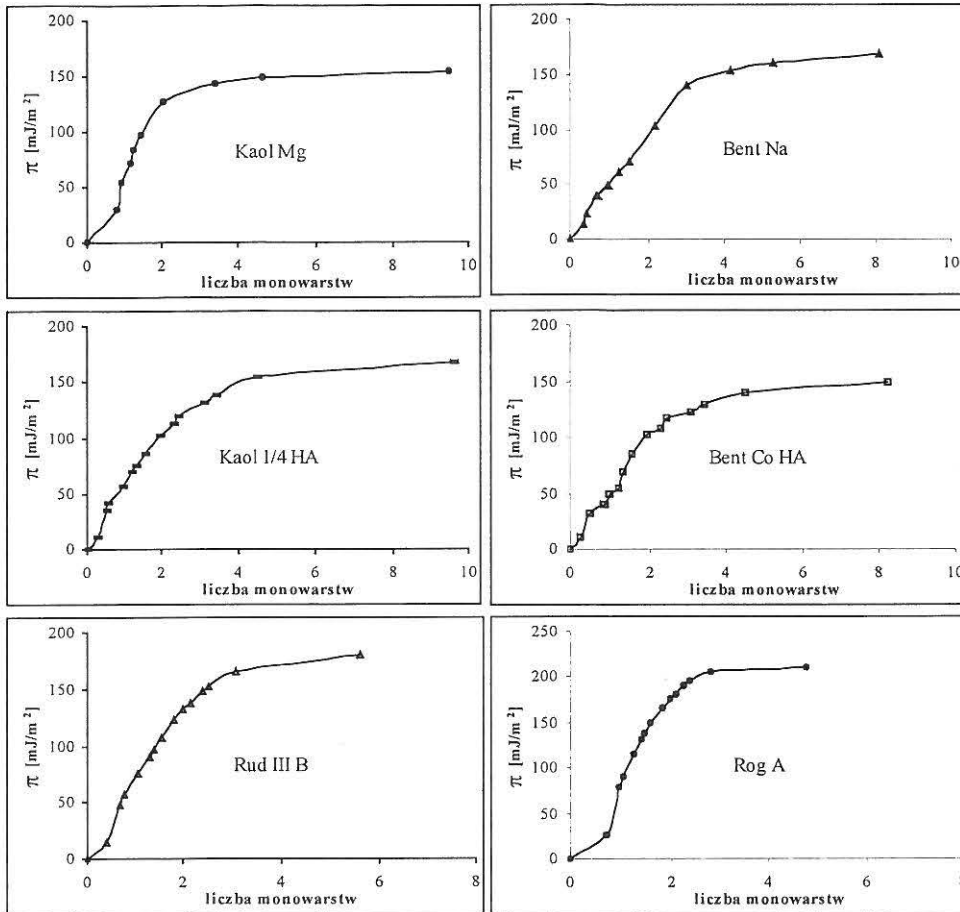 200
150
100
50
0
π [mJ/m²]
Kaol Mg
0 2 4 6 8 10
liczba monowarstw
200
150
100
50
0
π [mJ/m²]
Bent Na
0 2 4 6 8 10
liczba monowarstw
200
150
100
50
0
π [mJ/m²]
Kaol 1/4 HA
0 2 4 6 8 10
liczba monowarstw
200
150
100
50
0
π [mJ/m²]
Bent Co HA
0 2 4 6 8 10
liczba monowarstw
200
150
100
50
0
π [mJ/m²]
Rud III B
0 2 4 6 8
liczba monowarstw
250
200
150
100
50
0
π [mJ/m²]
Rog A
0 2 4 6 8
liczba monowarstw